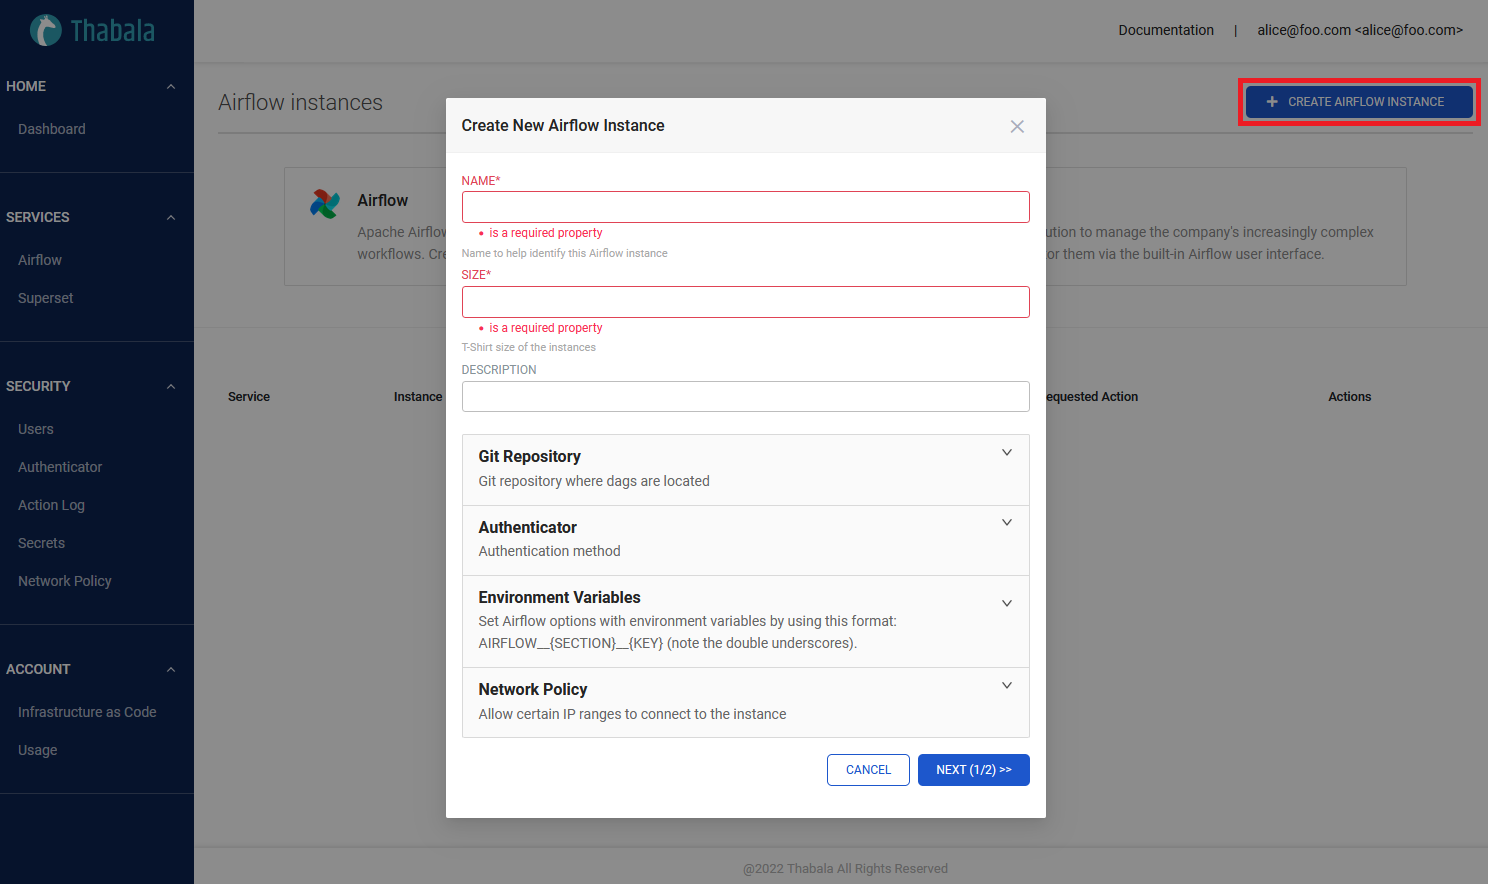 Thabala
HOME
Dashboard
SERVICES
Airflow
Superset
SECURITY
Users
Authenticator
Action Log
Secrets
Network Policy
ACCOUNT
Infrastructure as Code
Usage
Documentation | alice@foo.com <alice@foo.com>
Airflow instances
+ CREATE AIRFLOW INSTANCE
Airflow
Apache Airflow
workflows. Cre
ution to manage the company's increasingly complex
or them via the built-in Airflow user interface.
Service Instance equested Action Actions
Create New Airflow Instance
NAME*
• is a required property
Name to help identify this Airflow instance
SIZE*
• is a required property
T-Shirt size of the instances
DESCRIPTION
Git Repository
Git repository where dags are located
Authenticator
Authentication method
Environment Variables
Set Airflow options with environment variables by using this format:
AIRFLOW__{SECTION}__{KEY} (note the double underscores).
Network Policy
Allow certain IP ranges to connect to the instance
CANCEL NEXT (1/2) >>
@2022 Thabala All Rights Reserved